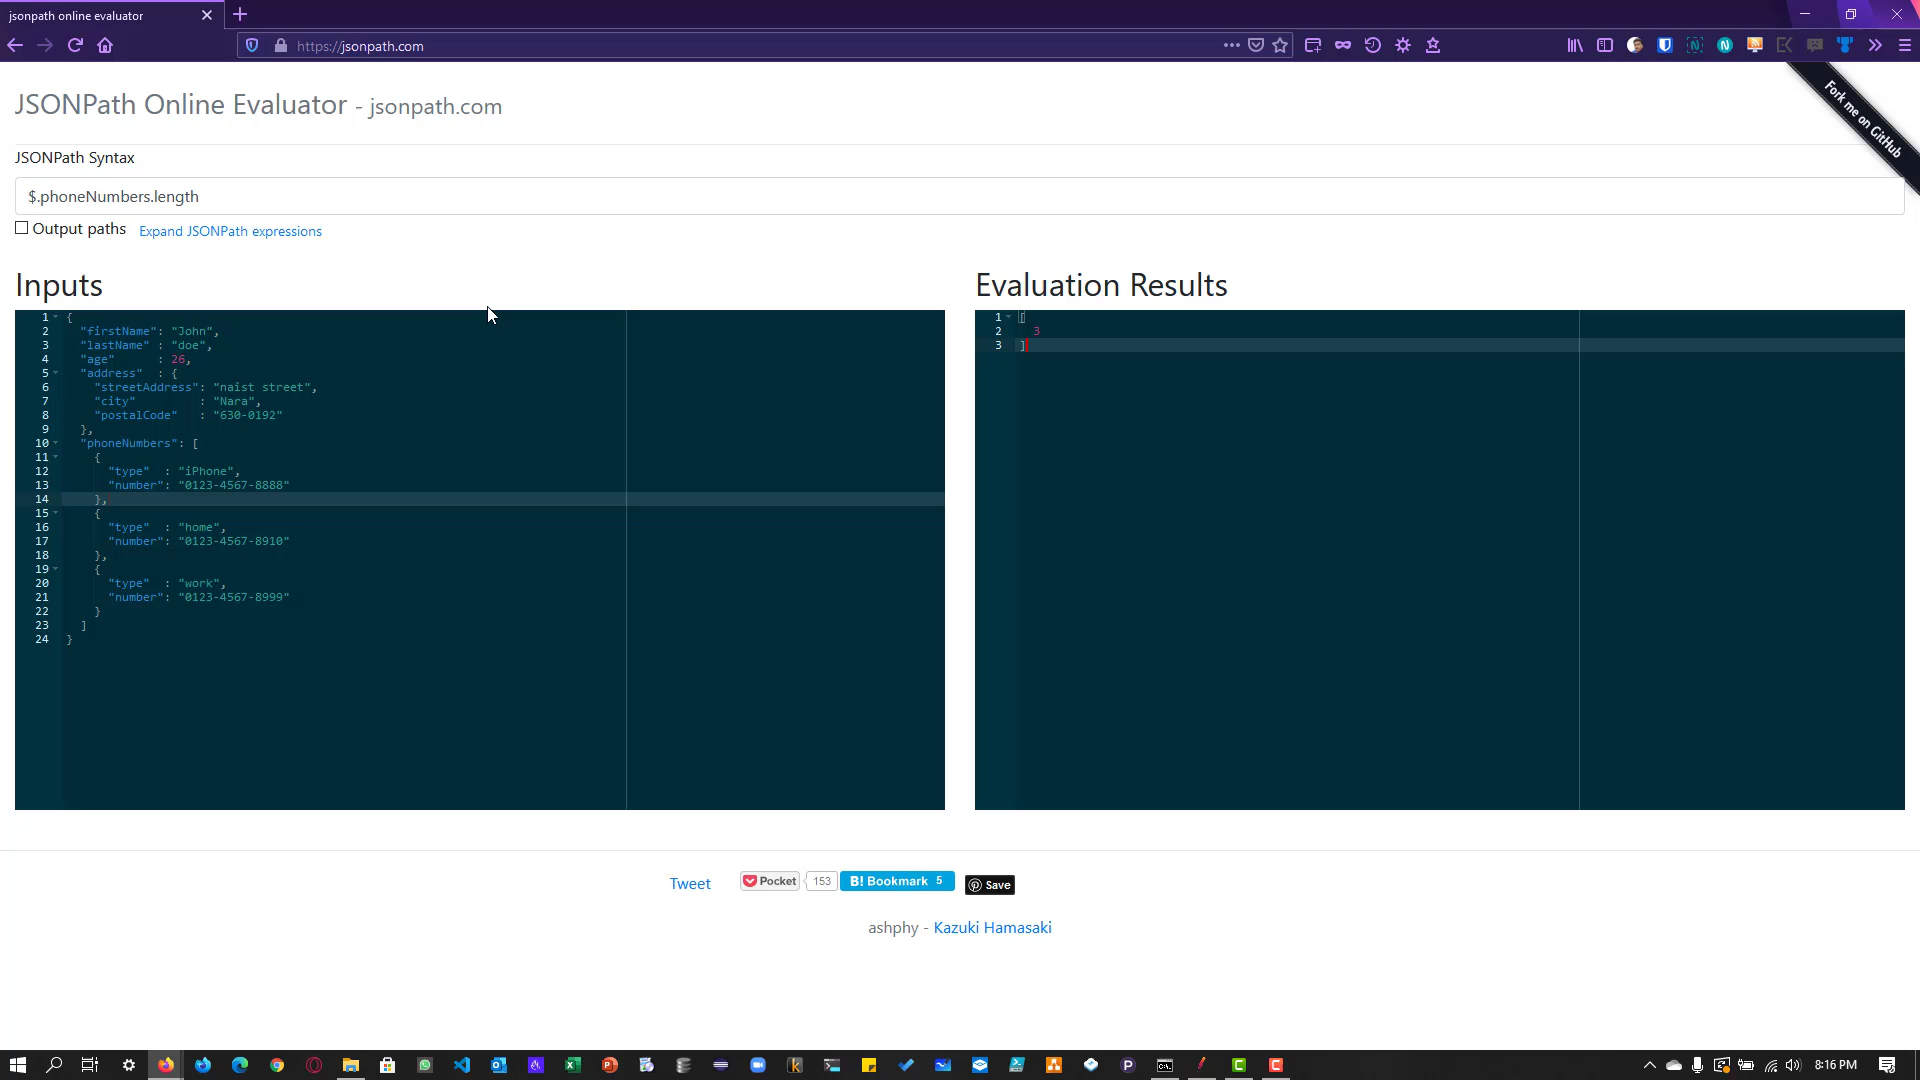 jsonpath online evaluator
https://jsonpath.com
Fork me on GitHub
JSONPath Online Evaluator - jsonpath.com
JSONPath Syntax
$.phoneNumbers.length
Output paths Expand JSONPath expressions
Inputs
1 {
2 "firstName": "John",
3 "lastName" : "doe",
4 "age" : 26,
5 "address" : {
6 "streetAddress": "naist street",
7 "city" : "Nara",
8 "postalCode" : "630-0192"
9 },
10 "phoneNumbers": [
11 {
12 "type" : "iPhone",
13 "number": "0123-4567-8888"
14 },
15 {
16 "type" : "home",
17 "number": "0123-4567-8910"
18 },
19 {
20 "type" : "work",
21 "number": "0123-4567-8999"
22 }
23 ]
24 }
Evaluation Results
1 [
2 3
3 ]
Tweet Pocket 153 B! Bookmark 5 Save
ashphy - Kazuki Hamasaki
8:16 PM